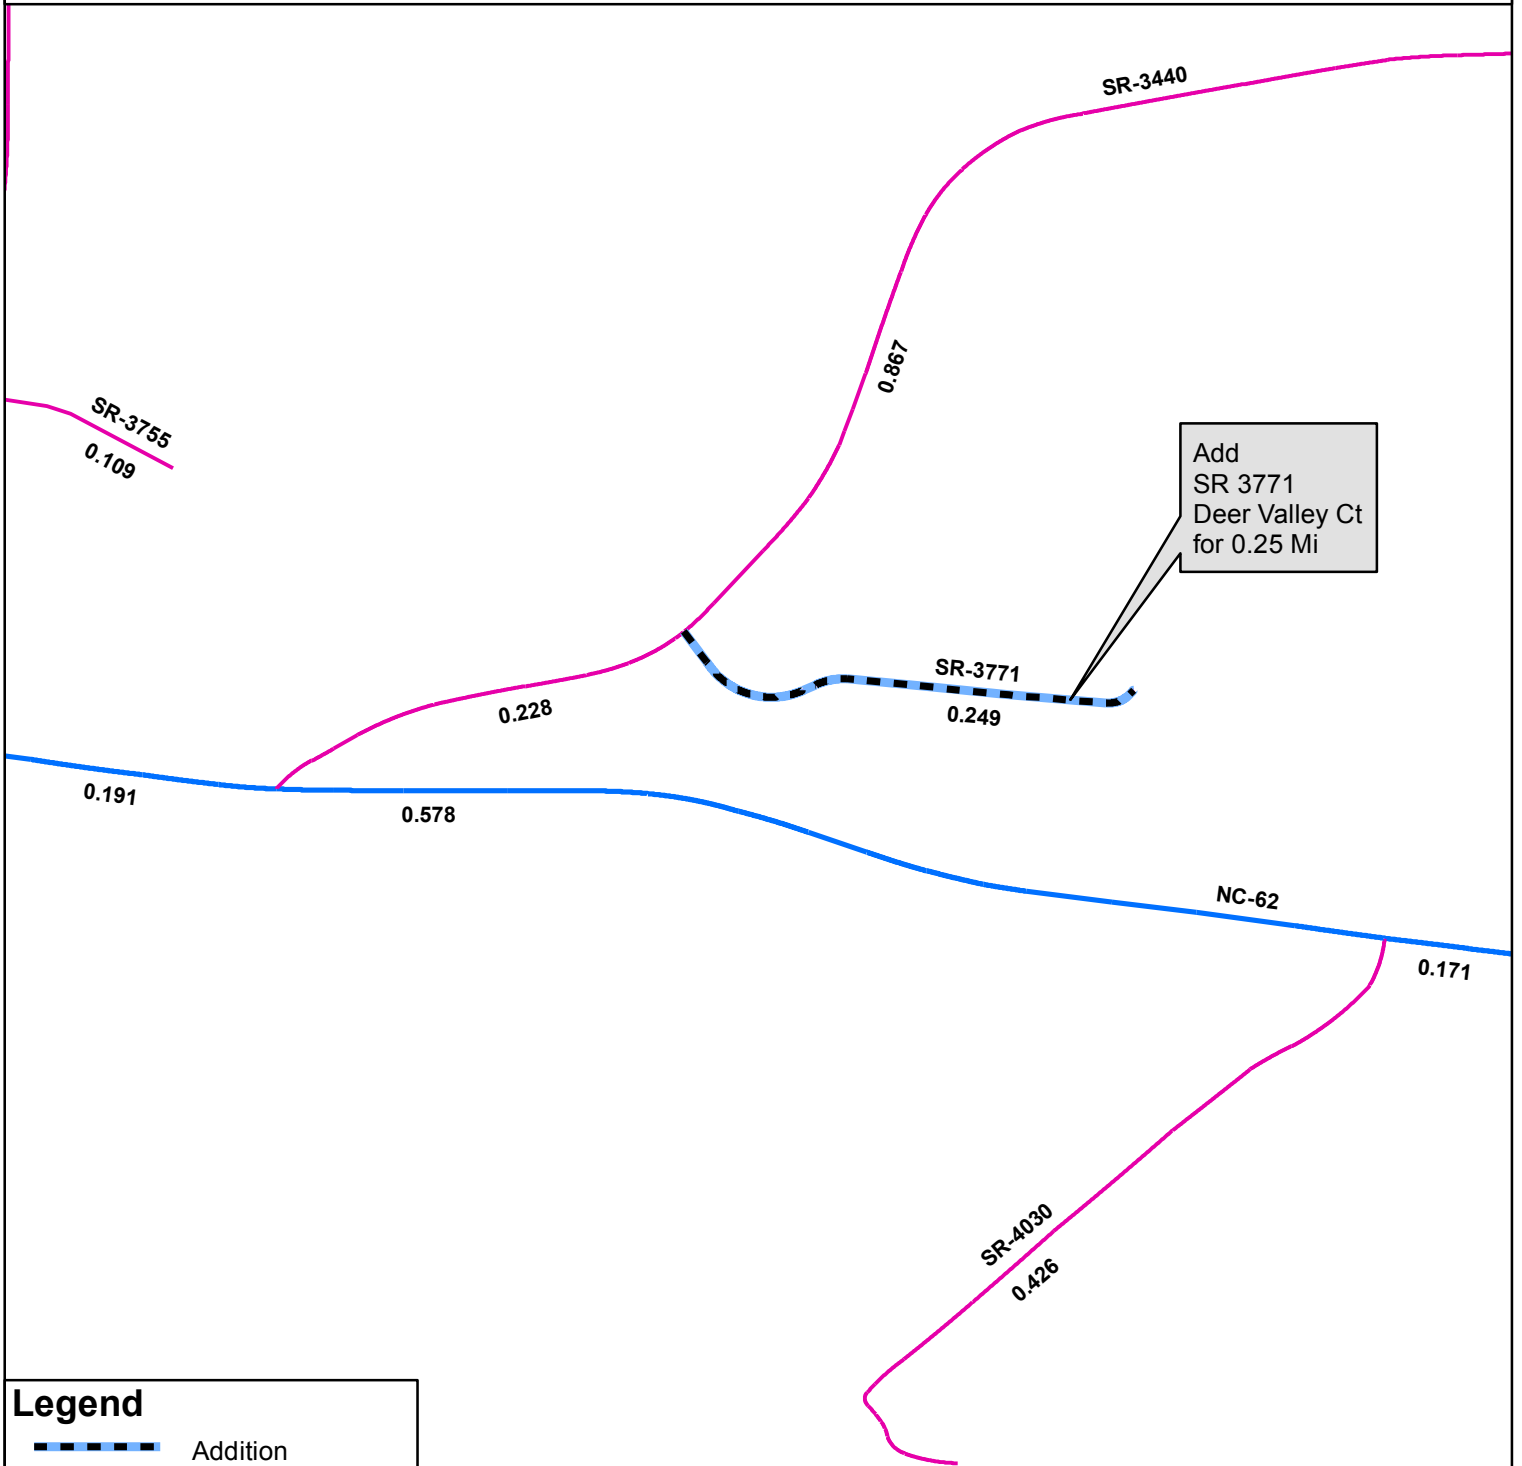 SR-3440
0.867
SR-3755
0.109
Add
SR 3771
Deer Valley Ct
for 0.25 Mi
SR-3771
0.249
0.228
0.191
0.578
NC-62
0.171
SR-4030
0.426
Legend
Addition